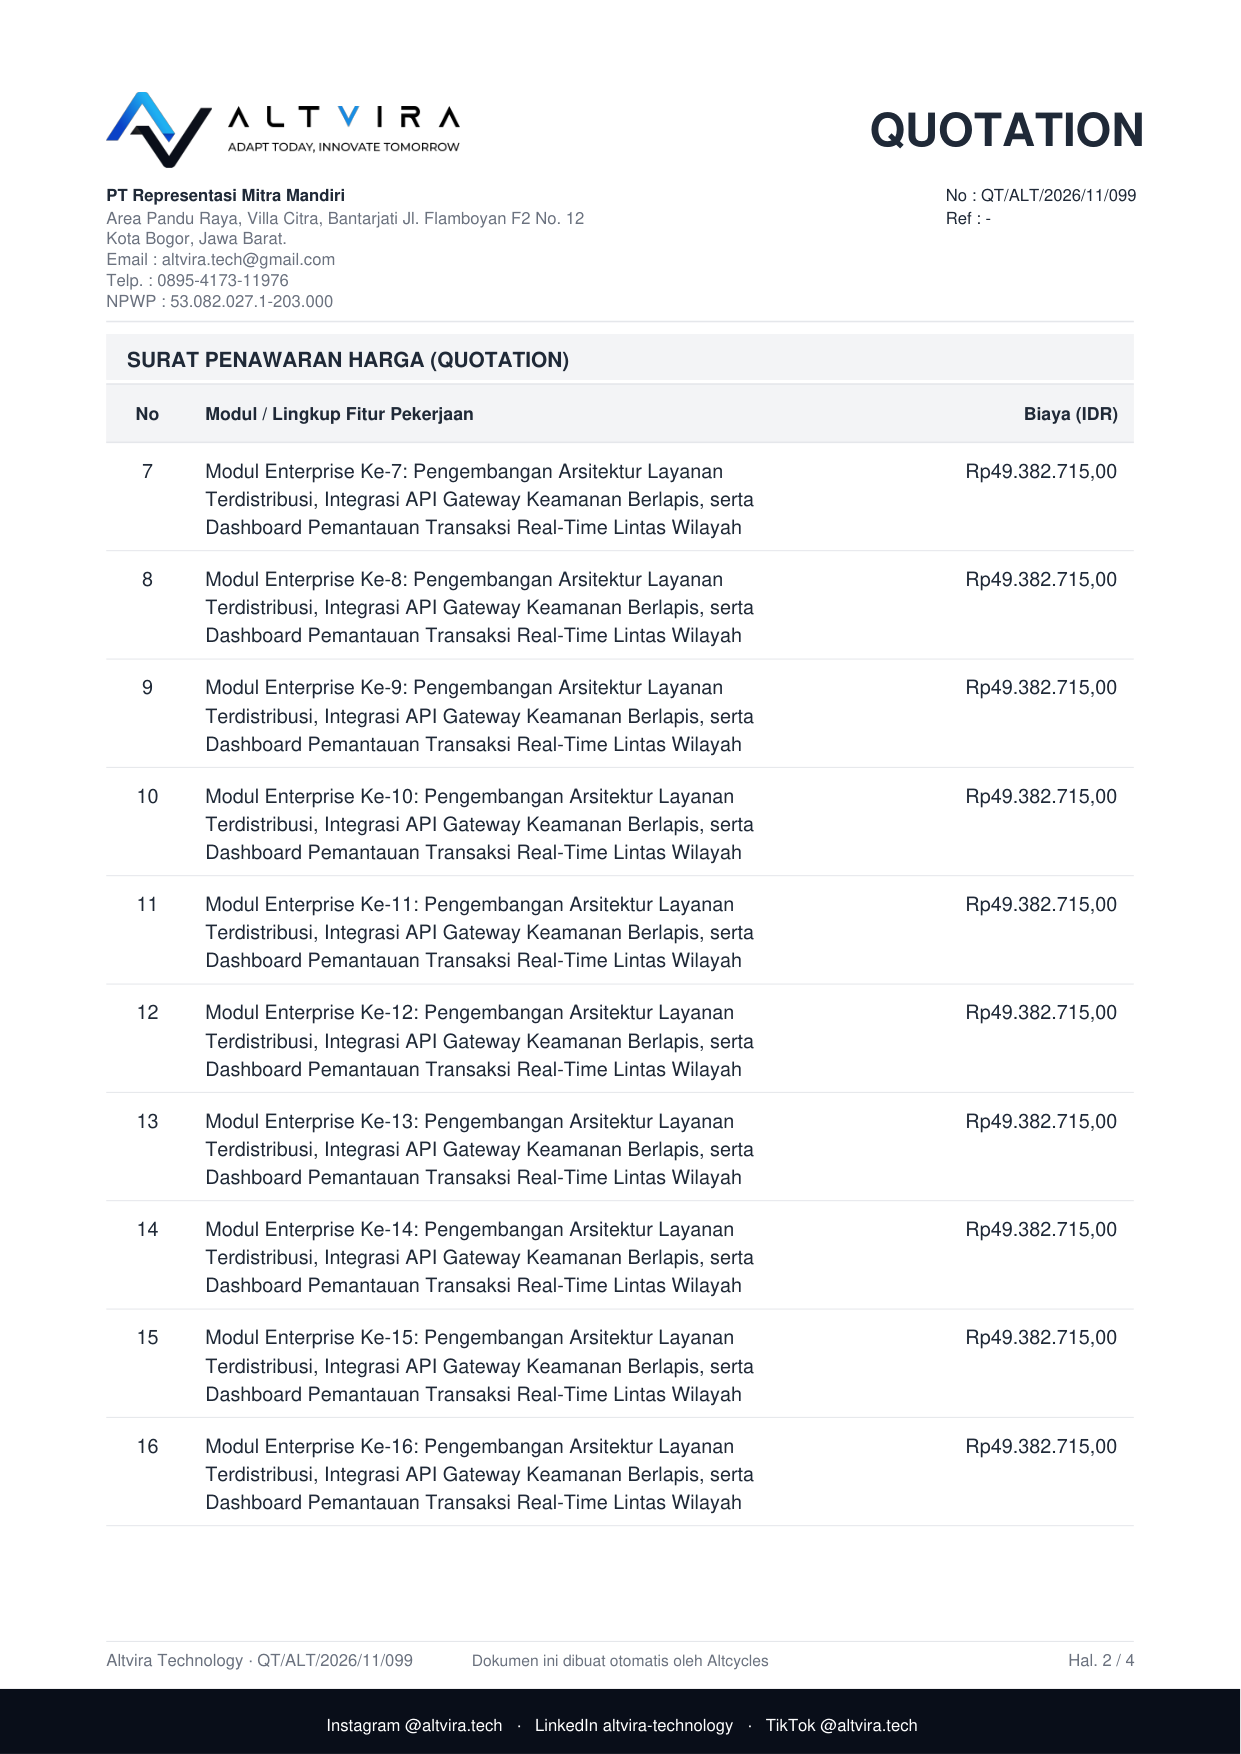 ALTVIRA
ADAPT TODAY, INNOVATE TOMORROW
QUOTATION
PT Representasi Mitra Mandiri
Area Pandu Raya, Villa Citra, Bantarjati Jl. Flamboyan F2 No. 12
Kota Bogor, Jawa Barat.
Email : altvira.tech@gmail.com
Telp. : 0895-4173-11976
NPWP : 53.082.027.1-203.000
No : QT/ALT/2026/11/099
Ref : -
SURAT PENAWARAN HARGA (QUOTATION)
No Modul / Lingkup Fitur Pekerjaan Biaya (IDR)
7 Modul Enterprise Ke-7: Pengembangan Arsitektur Layanan Rp49.382.715,00
Terdistribusi, Integrasi API Gateway Keamanan Berlapis, serta
Dashboard Pemantauan Transaksi Real-Time Lintas Wilayah
8 Modul Enterprise Ke-8: Pengembangan Arsitektur Layanan Rp49.382.715,00
Terdistribusi, Integrasi API Gateway Keamanan Berlapis, serta
Dashboard Pemantauan Transaksi Real-Time Lintas Wilayah
9 Modul Enterprise Ke-9: Pengembangan Arsitektur Layanan Rp49.382.715,00
Terdistribusi, Integrasi API Gateway Keamanan Berlapis, serta
Dashboard Pemantauan Transaksi Real-Time Lintas Wilayah
10 Modul Enterprise Ke-10: Pengembangan Arsitektur Layanan Rp49.382.715,00
Terdistribusi, Integrasi API Gateway Keamanan Berlapis, serta
Dashboard Pemantauan Transaksi Real-Time Lintas Wilayah
11 Modul Enterprise Ke-11: Pengembangan Arsitektur Layanan Rp49.382.715,00
Terdistribusi, Integrasi API Gateway Keamanan Berlapis, serta
Dashboard Pemantauan Transaksi Real-Time Lintas Wilayah
12 Modul Enterprise Ke-12: Pengembangan Arsitektur Layanan Rp49.382.715,00
Terdistribusi, Integrasi API Gateway Keamanan Berlapis, serta
Dashboard Pemantauan Transaksi Real-Time Lintas Wilayah
13 Modul Enterprise Ke-13: Pengembangan Arsitektur Layanan Rp49.382.715,00
Terdistribusi, Integrasi API Gateway Keamanan Berlapis, serta
Dashboard Pemantauan Transaksi Real-Time Lintas Wilayah
14 Modul Enterprise Ke-14: Pengembangan Arsitektur Layanan Rp49.382.715,00
Terdistribusi, Integrasi API Gateway Keamanan Berlapis, serta
Dashboard Pemantauan Transaksi Real-Time Lintas Wilayah
15 Modul Enterprise Ke-15: Pengembangan Arsitektur Layanan Rp49.382.715,00
Terdistribusi, Integrasi API Gateway Keamanan Berlapis, serta
Dashboard Pemantauan Transaksi Real-Time Lintas Wilayah
16 Modul Enterprise Ke-16: Pengembangan Arsitektur Layanan Rp49.382.715,00
Terdistribusi, Integrasi API Gateway Keamanan Berlapis, serta
Dashboard Pemantauan Transaksi Real-Time Lintas Wilayah
Altvira Technology · QT/ALT/2026/11/099 Dokumen ini dibuat otomatis oleh Altcycles Hal. 2 / 4
Instagram @altvira.tech · LinkedIn altvira-technology · TikTok @altvira.tech